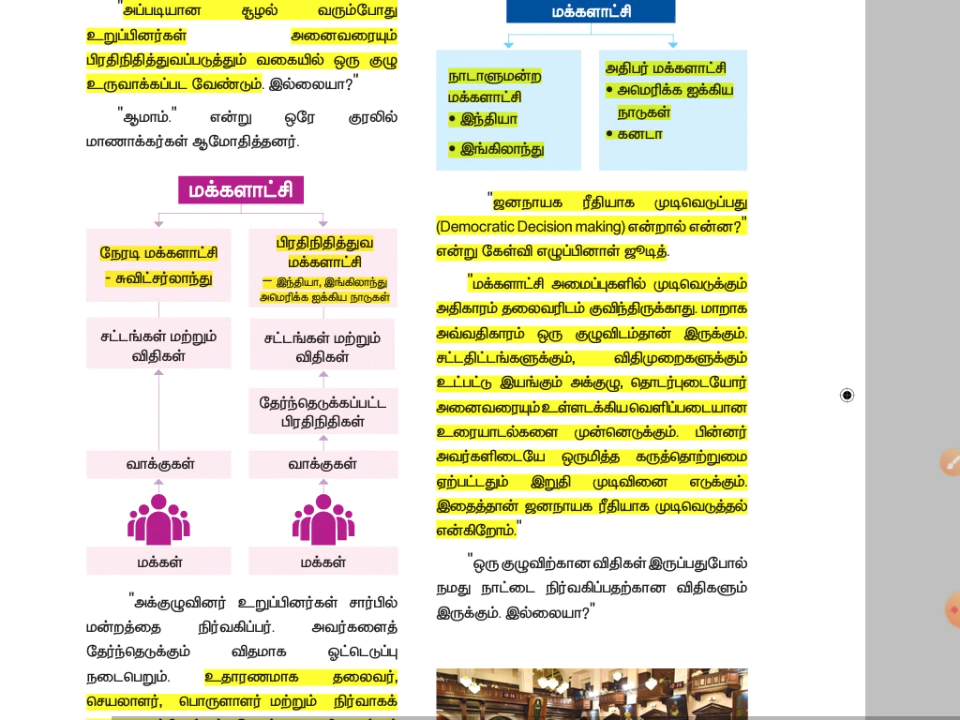 "அப்படியான சூழல் வரும்போது
உறுப்பினர்கள் அனைவரையும்
பிரதிநிதித்துவப்படுத்தும் வகையில் ஒரு குழு
உருவாக்கப்பட வேண்டும். இல்லையா?"
"ஆமாம்." என்று ஒரே குரலில்
மாணாக்கர்கள் ஆமோதித்தனர்.
மக்களாட்சி
நேரடி மக்களாட்சி
- சுவிட்சர்லாந்து
பிரதிநிதித்துவ
மக்களாட்சி
– இந்தியா, இங்கிலாந்து
அமெரிக்க ஐக்கிய நாடுகள்
சட்டங்கள் மற்றும்
விதிகள்
சட்டங்கள் மற்றும்
விதிகள்
தேர்ந்தெடுக்கப்பட்ட
பிரதிநிதிகள்
வாக்குகள்
வாக்குகள்
மக்கள்
மக்கள்
"அக்குழுவினர் உறுப்பினர்கள் சார்பில்
மன்றத்தை நிர்வகிப்பர். அவர்களைத்
தேர்ந்தெடுக்கும் விதமாக ஓட்டெடுப்பு
நடைபெறும். உதாரணமாக தலைவர்,
செயலாளர், பொருளாளர் மற்றும் நிர்வாகக்
மக்களாட்சி
நாடாளுமன்ற
மக்களாட்சி
• இந்தியா
• இங்கிலாந்து
அதிபர் மக்களாட்சி
• அமெரிக்க ஐக்கிய
நாடுகள்
• கனடா
"ஜனநாயக ரீதியாக முடிவெடுப்பது
(Democratic Decision making) என்றால் என்ன?"
என்று கேள்வி எழுப்பினாள் ஜூடித்.
"மக்களாட்சி அமைப்புகளில் முடிவெடுக்கும்
அதிகாரம் தலைவரிடம் குவிந்திருக்காது. மாறாக
அவ்வதிகாரம் ஒரு குழுவிடம்தான் இருக்கும்.
சட்டதிட்டங்களுக்கும், விதிமுறைகளுக்கும்
உட்பட்டு இயங்கும் அக்குழு, தொடர்புடையோர்
அனைவரையும் உள்ளடக்கிய வெளிப்படையான
உரையாடல்களை முன்னெடுக்கும். பின்னர்
அவர்களிடையே ஒருமித்த கருத்தொற்றுமை
ஏற்பட்டதும் இறுதி முடிவினை எடுக்கும்.
இதைத்தான் ஜனநாயக ரீதியாக முடிவெடுத்தல்
என்கிறோம்."
"ஒரு குழுவிற்கான விதிகள் இருப்பதுபோல்
நமது நாட்டை நிர்வகிப்பதற்கான விதிகளும்
இருக்கும். இல்லையா?"